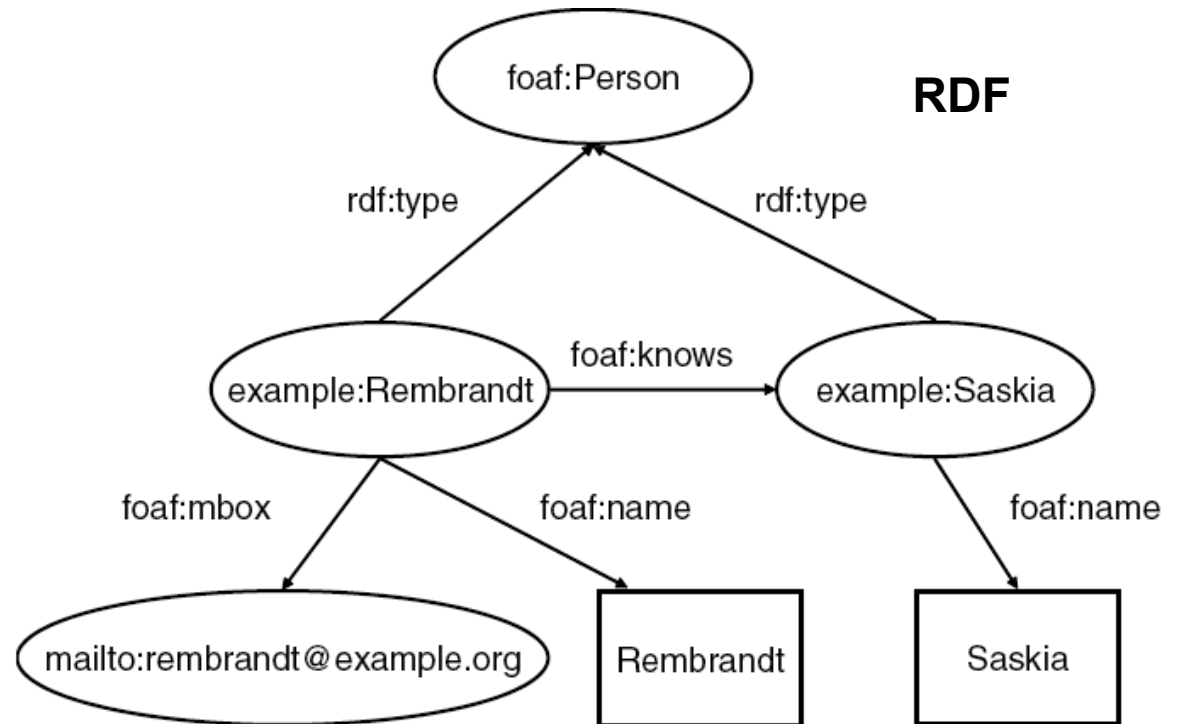 foaf:Person
RDF
rdf:type
rdf:type
foaf:knows
example:Rembrandt
example:Saskia
foaf:mbox
foaf:name
foaf:name
mailto:rembrandt@example.org
Rembrandt
Saskia